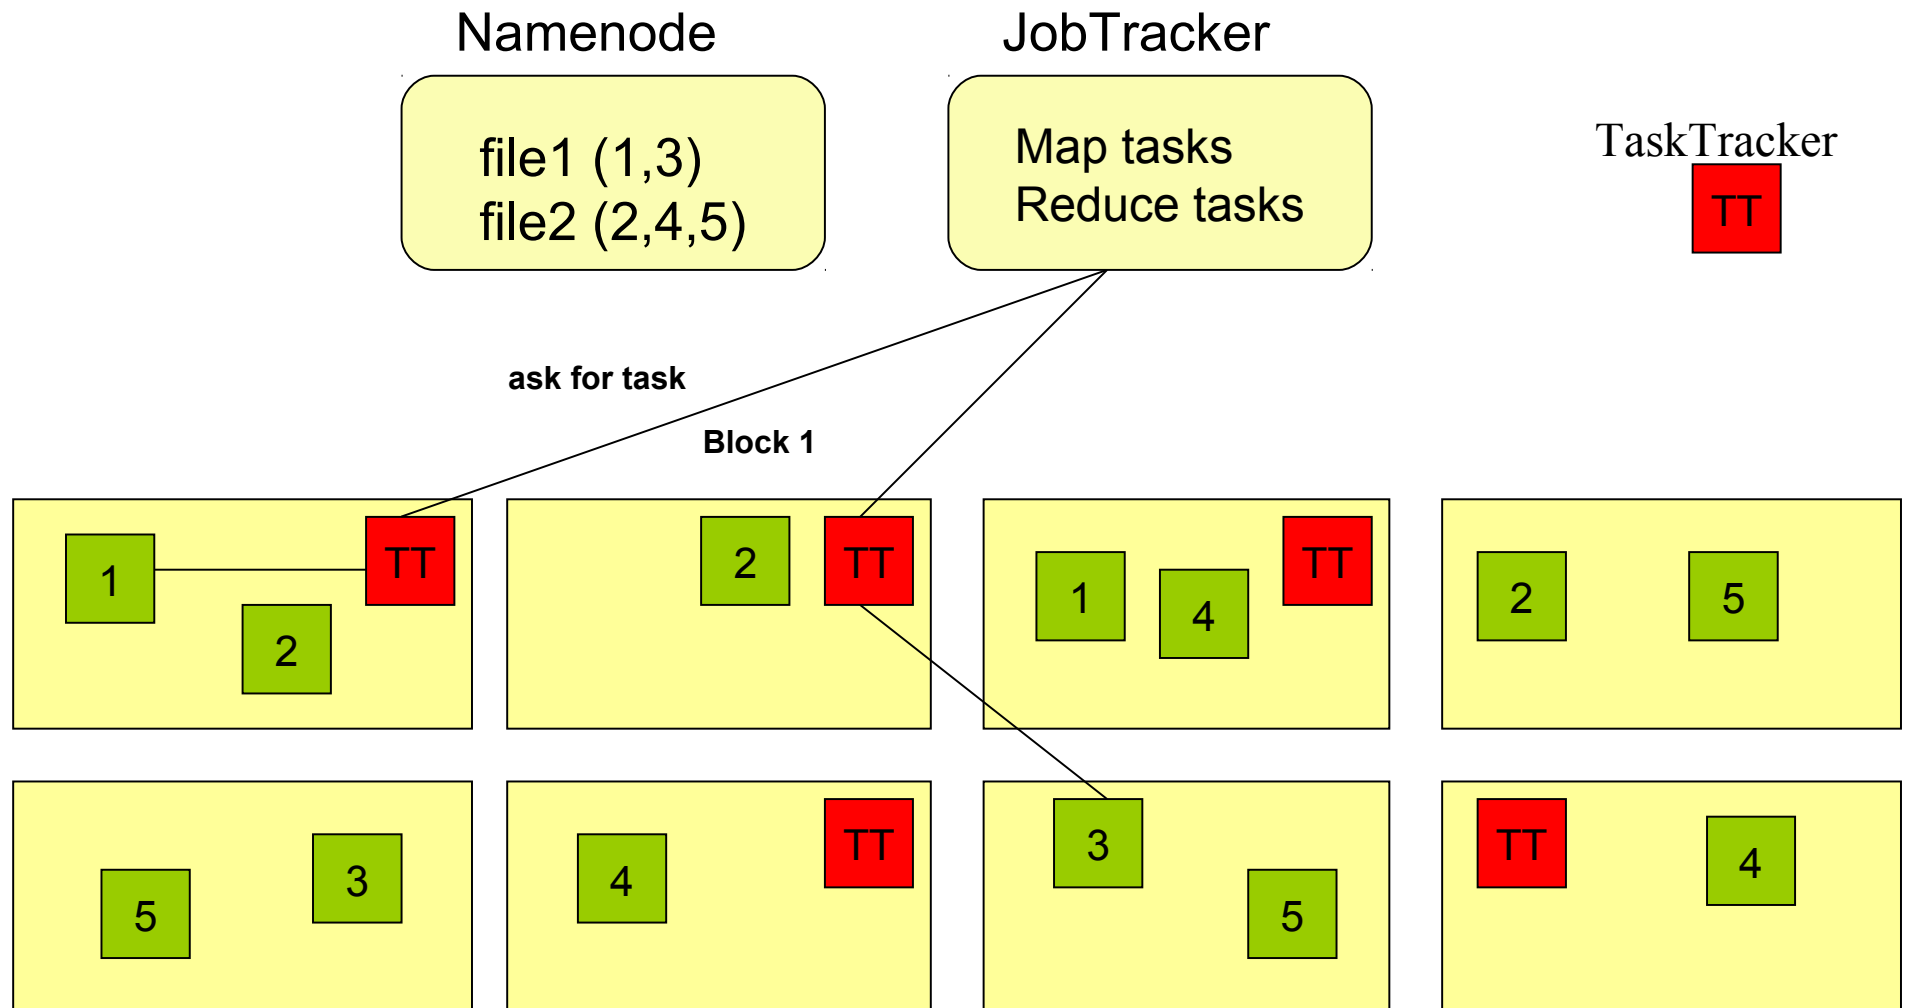 Namenode
JobTracker
file1 (1,3)
file2 (2,4,5)
Map tasks
Reduce tasks
TaskTracker
TT
ask for task
Block 1
1
2
TT
2
TT
1
4
TT
2
5
5
3
4
TT
3
5
TT
4